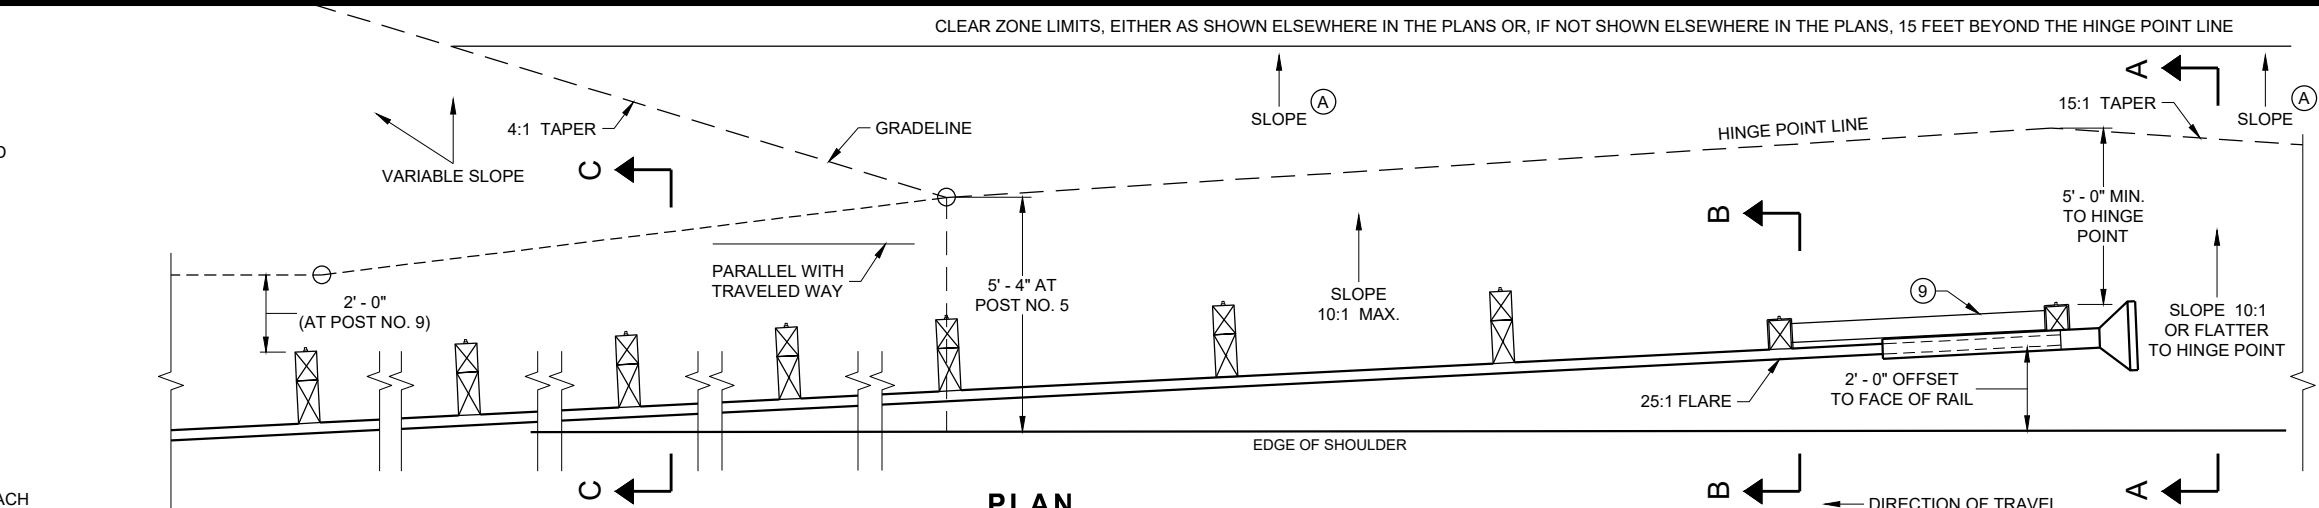 CLEAR ZONE LIMITS, EITHER AS SHOWN ELSEWHERE IN THE PLANS OR, IF NOT SHOWN ELSEWHERE IN THE PLANS, 15 FEET BEYOND THE HINGE POINT LINE
A
15:1 TAPER
A
SLOPE
A
SLOPE
4:1 TAPER
GRADELINE
HINGE POINT LINE
C
VARIABLE SLOPE
B
5' - 0" MIN.
TO HINGE
POINT
PARALLEL WITH
TRAVELED WAY
5' - 4" AT
POST NO. 5
SLOPE
10:1 MAX.
9
2' - 0"
(AT POST NO. 9)
SLOPE 10:1
OR FLATTER
TO HINGE POINT
2' - 0" OFFSET
TO FACE OF RAIL
25:1 FLARE
EDGE OF SHOULDER
C
PLAN
B
DIRECTION OF TRAVEL
A
ACH